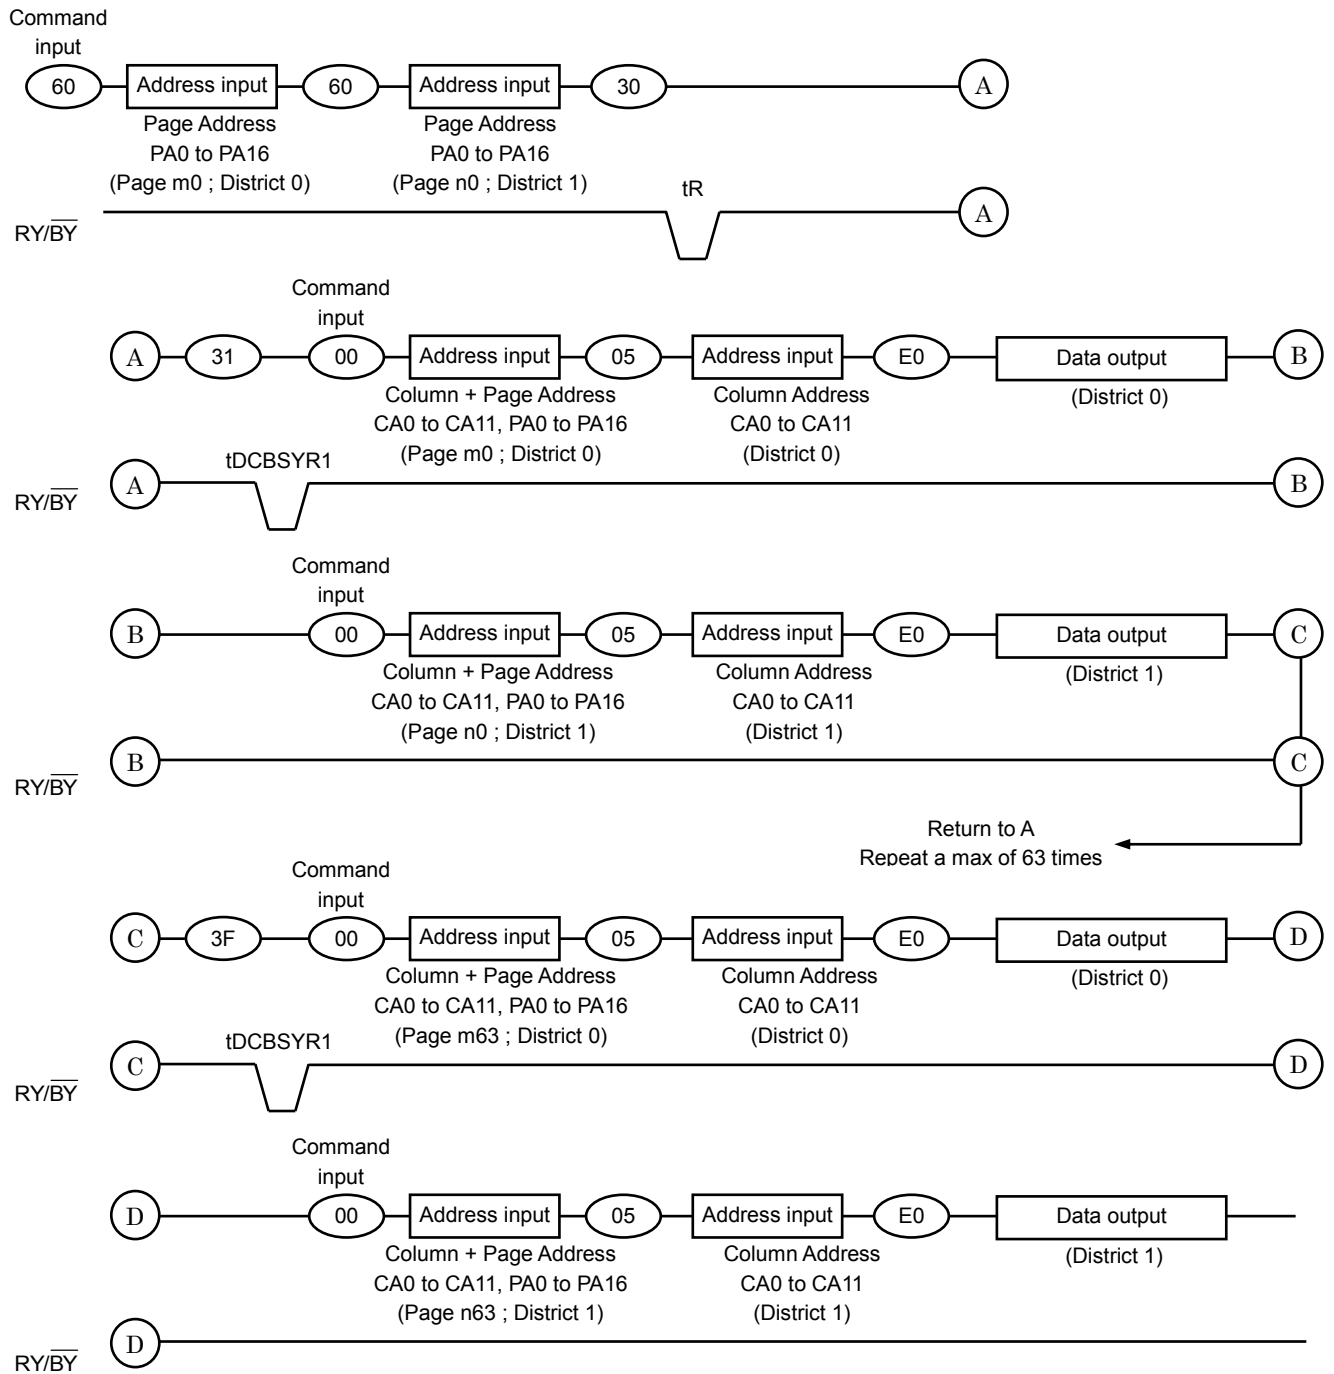 Command
input
60 Address input 60 Address input 30 A
Page Address Page Address
PA0 to PA16 PA0 to PA16
(Page m0 ; District 0) (Page n0 ; District 1)
tR
RY/BY A
Command
input
A 31 00 Address input 05 Address input E0 Data output B
Column + Page Address Column Address (District 0)
CA0 to CA11, PA0 to PA16 CA0 to CA11
(Page m0 ; District 0) (District 0)
tDCBSYR1
RY/BY A B
Command
input
B 00 Address input 05 Address input E0 Data output C
Column + Page Address Column Address (District 1)
CA0 to CA11, PA0 to PA16 CA0 to CA11
(Page n0 ; District 1) (District 1)
RY/BY B C
Return to A
Repeat a max of 63 times
Command
input
C 3F 00 Address input 05 Address input E0 Data output D
Column + Page Address Column Address (District 0)
CA0 to CA11, PA0 to PA16 CA0 to CA11
(Page m63 ; District 0) (District 0)
tDCBSYR1
RY/BY C D
Command
input
D 00 Address input 05 Address input E0 Data output
Column + Page Address Column Address (District 1)
CA0 to CA11, PA0 to PA16 CA0 to CA11
(Page n63 ; District 1) (District 1)
RY/BY D